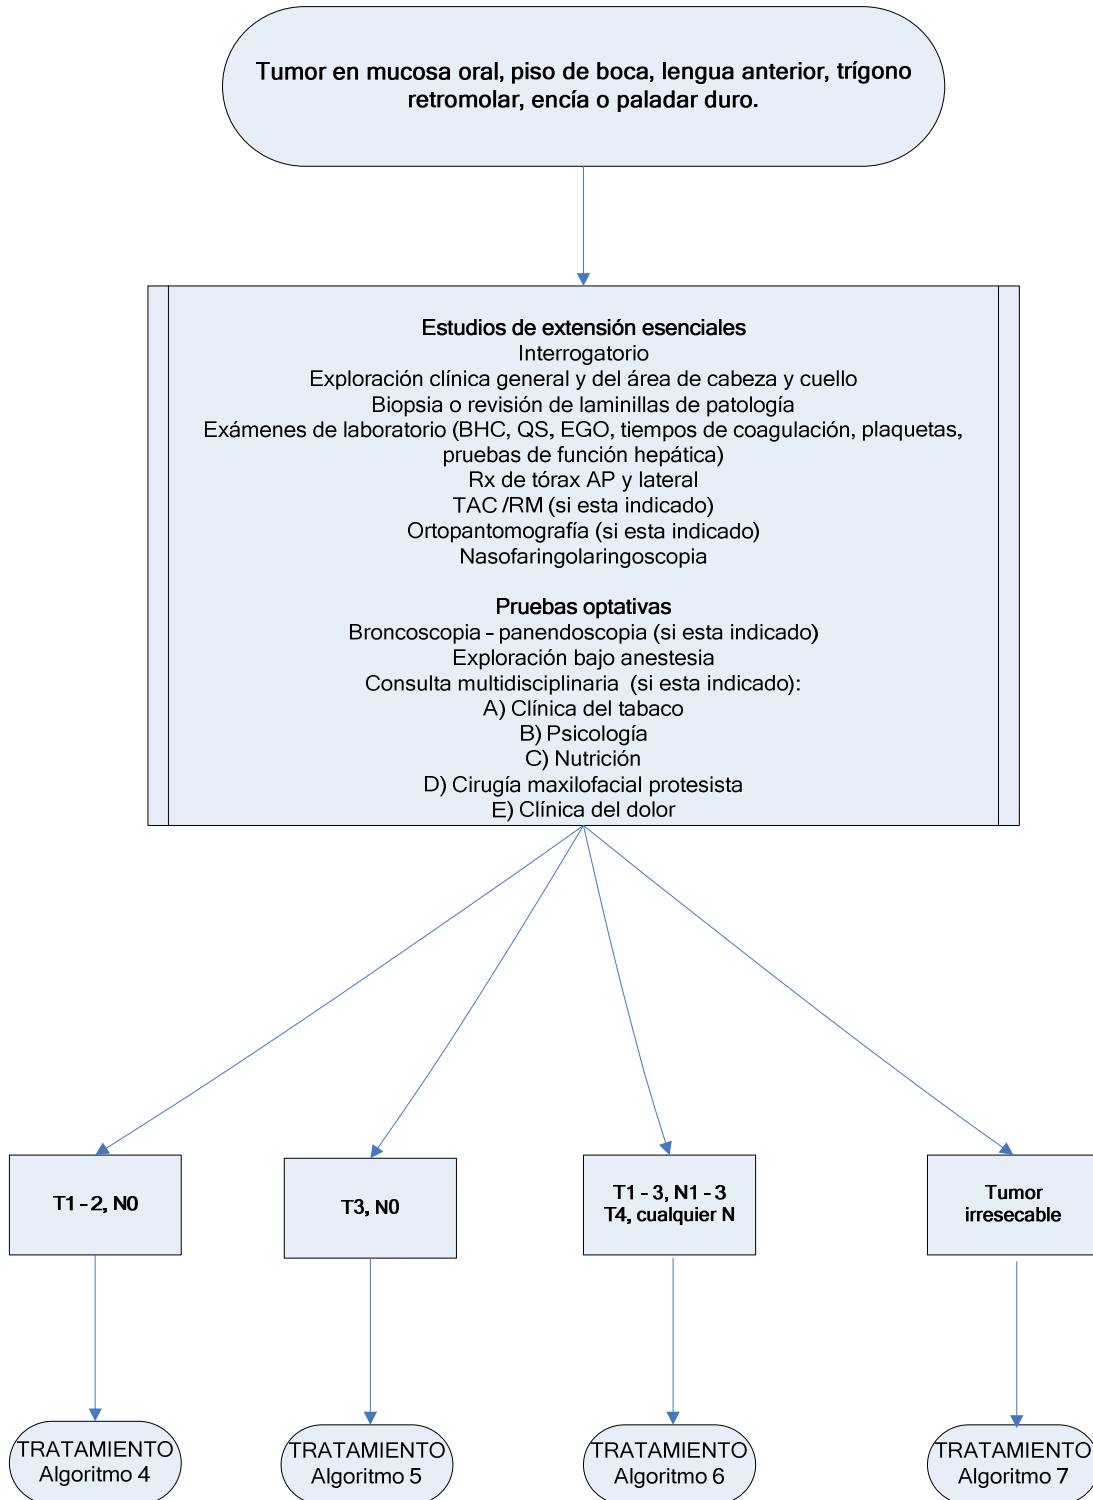 Tumor en mucosa oral, piso de boca, lengua anterior, trígono
retromolar, encía o paladar duro.
Estudios de extensión esenciales
Interrogatorio
Exploración clínica general y del área de cabeza y cuello
Biopsia o revisión de laminillas de patología
Exámenes de laboratorio (BHC, QS, EGO, tiempos de coagulación, plaquetas,
pruebas de función hepática)
Rx de tórax AP y lateral
TAC /RM (si esta indicado)
Ortopantomografía (si esta indicado)
Nasofaringolaringoscopia
Pruebas optativas
Broncoscopia - panendoscopia (si esta indicado)
Exploración bajo anestesia
Consulta multidisciplinaria (si esta indicado):
A) Clínica del tabaco
B) Psicología
C) Nutrición
D) Cirugía maxilofacial protesista
E) Clínica del dolor
T1 - 2, N0
T3, N0
T1 - 3, N1 - 3
T4, cualquier N
Tumor
irresecable
TRATAMIENTO
Algoritmo 4
TRATAMIENTO
Algoritmo 5
TRATAMIENTO
Algoritmo 6
TRATAMIENTO
Algoritmo 7